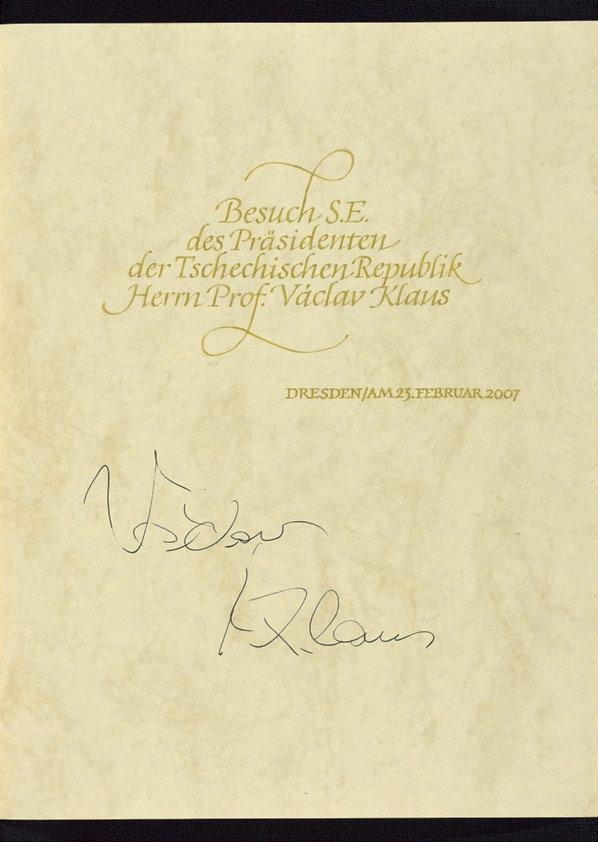 Besuch S.E.
des Präsidenten
der Tschechischen Republik
Herrn Prof. Václav Klaus
DRESDEN/AM 23. FEBRUAR 2007
Václav
Klaus